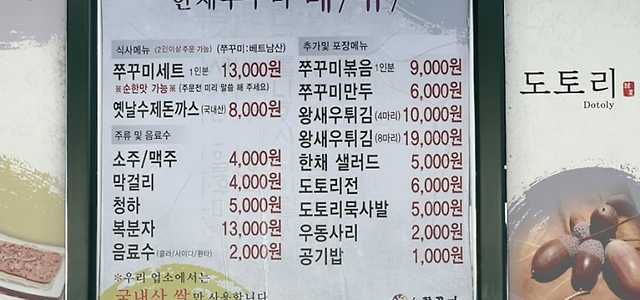 식사메뉴 (2인이상 주문 가능) (쭈꾸미:베트남산)
쭈꾸미세트 1인분 13,000원
※순한맛 가능※ (주문전 미리 말씀 해 주세요)
옛날수제돈까스 (국내산) 8,000원
주류 및 음료수
소주/맥주 4,000원
막걸리 4,000원
청하 5,000원
복분자 13,000원
음료수 (콜라/사이다/환타) 2,000원
※우리 업소에서는
국내산 쌀만 사용합니다
추가및 포장메뉴
쭈꾸미볶음 1인분 9,000원
쭈꾸미만두 6,000원
왕새우튀김 (4마리) 10,000원
왕새우튀김 (8마리) 19,000원
한채 샐러드 5,000원
도토리전 6,000원
도토리묵사발 5,000원
우동사리 2,000원
공기밥 1,000원
도토리
Dotoly